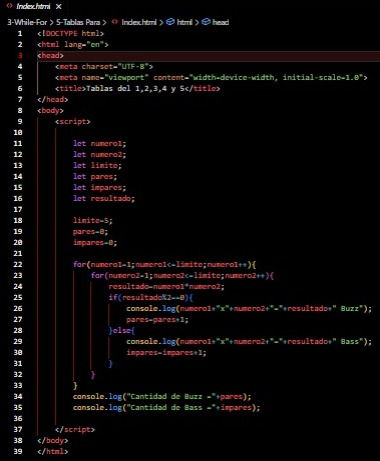 Index.html ×
3-While-For > 5-Tablas Para > Index.html > html > head
1 <!DOCTYPE html>
2 <html lang="en">
3 <head>
4 <meta charset="UTF-8">
5 <meta name="viewport" content="width=device-width, initial-scale=1.0">
6 <title>Tablas del 1,2,3,4 y 5</title>
7 </head>
8 <body>
9 <script>
10
11 let numero1;
12 let numero2;
13 let limite;
14 let pares;
15 let impares;
16 let resultado;
17
18 limite=5;
19 pares=0;
20 impares=0;
21
22 for(numero1=1;numero1<=limite;numero1++){
23 for(numero2=1;numero2<=limite;numero2++){
24 resultado=numero1*numero2;
25 if(resultado%2==0){
26 console.log(numero1+"x"+numero2+"="+resultado+" Buzz");
27 pares=pares+1;
28 }else{
29 console.log(numero1+"x"+numero2+"="+resultado+" Bass");
30 impares=impares+1;
31 }
32 }
33 }
34 console.log("Cantidad de Buzz ="+pares);
35 console.log("Cantidad de Bass ="+impares);
36
37 </script>
38 </body>
39 </html>